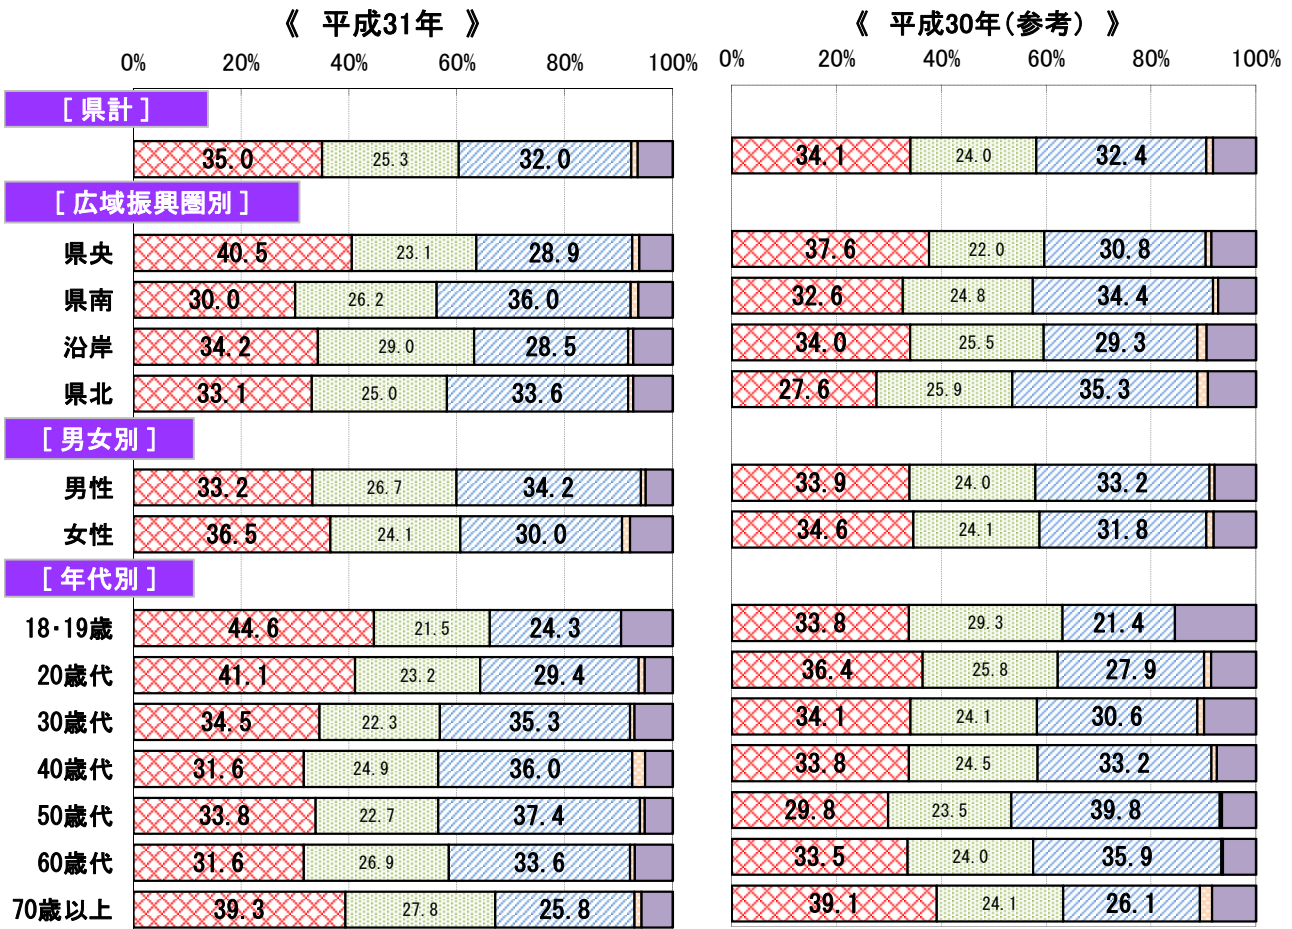 《 平成31年 》 《 平成30年(参考) 》
0% 20% 40% 60% 80% 100% 0% 20% 40% 60% 80% 100%
[ 県計 ]
35.0 25.3 32.0 34.1 24.0 32.4
[ 広域振興圏別 ]
県央 40.5 23.1 28.9 37.6 22.0 30.8
県南 30.0 26.2 36.0 32.6 24.8 34.4
沿岸 34.2 29.0 28.5 34.0 25.5 29.3
県北 33.1 25.0 33.6 27.6 25.9 35.3
[ 男女別 ]
男性 33.2 26.7 34.2 33.9 24.0 33.2
女性 36.5 24.1 30.0 34.6 24.1 31.8
[ 年代別 ]
18・19歳 44.6 21.5 24.3 33.8 29.3 21.4
20歳代 41.1 23.2 29.4 36.4 25.8 27.9
30歳代 34.5 22.3 35.3 34.1 24.1 30.6
40歳代 31.6 24.9 36.0 33.8 24.5 33.2
50歳代 33.8 22.7 37.4 29.8 23.5 39.8
60歳代 31.6 26.9 33.6 33.5 24.0 35.9
70歳以上 39.3 27.8 25.8 39.1 24.1 26.1